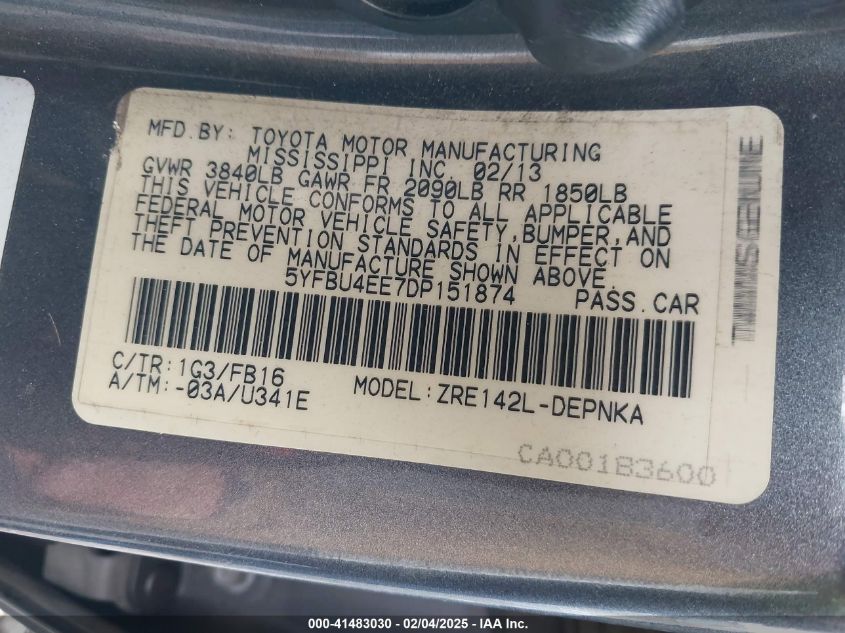 MFD.BY: TOYOTA MOTOR MANUFACTURING
MISSISSIPPI INC. 02/13
GVWR 3840LB GAWR FR 2090LB RR 1850LB
THIS VEHICLE CONFORMS TO ALL APPLICABLE
FEDERAL MOTOR VEHICLE SAFETY,BUMPER,AND
THEFT PREVENTION STANDARDS IN EFFECT ON
THE DATE OF MANUFACTURE SHOWN ABOVE.
5YFBU4EE7DP151874 PASS.CAR
C/TR:1G3/FB16
A/TM:-03A/U341E MODEL:ZRE142L-DEPNKA
CA00183600
000-41483030 - 02/04/2025 - IAA Inc.